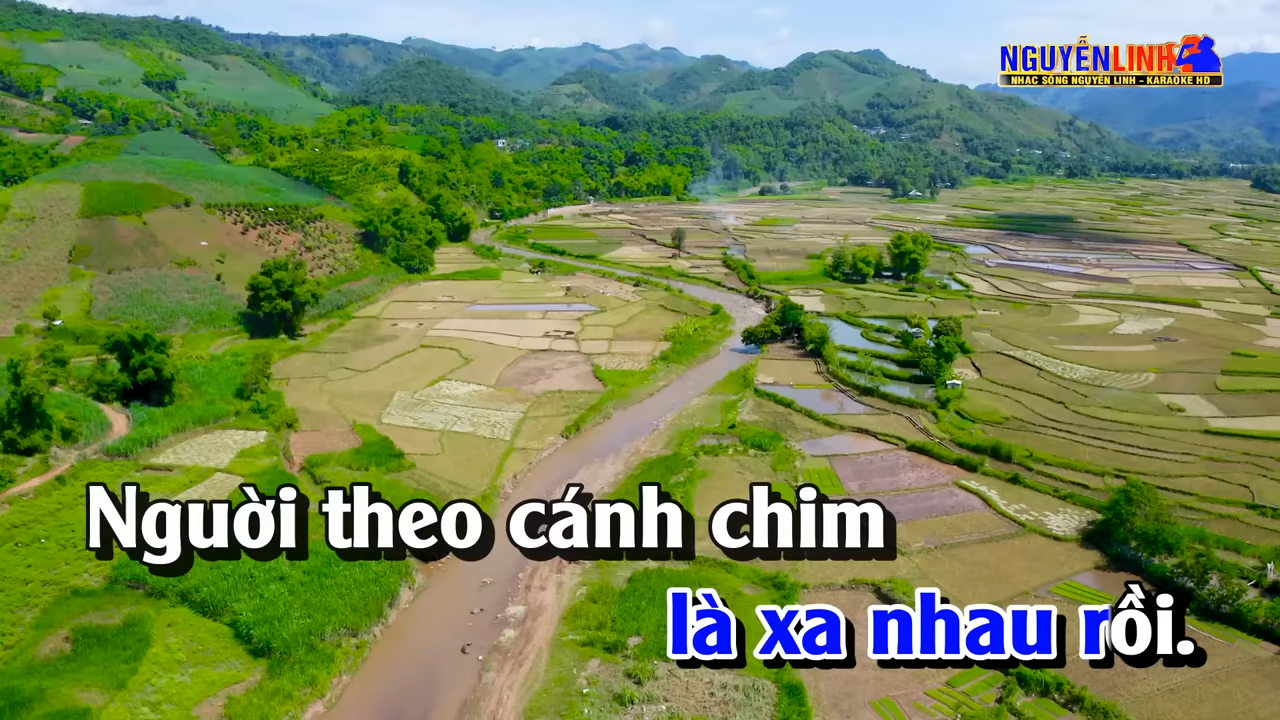 NGUYỄN LINH
NHẠC SỐNG NGUYỄN LINH - KARAOKE HD
Người theo cánh chim
là xa nhau rồi.